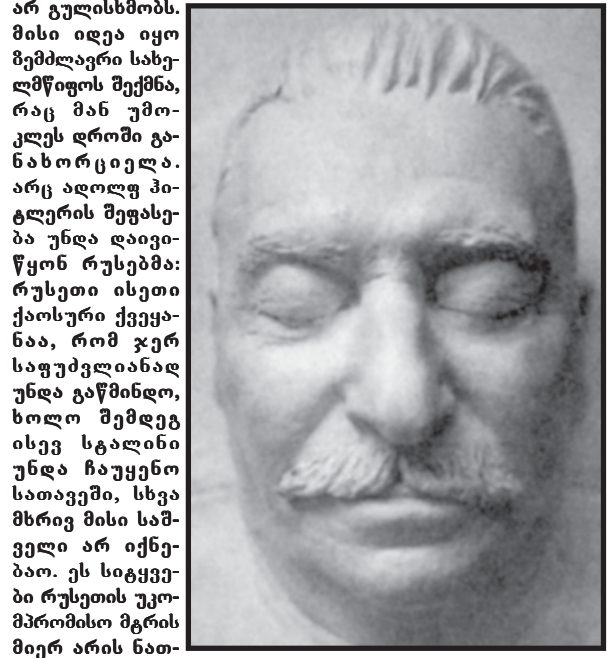 არ გულისხმობს.
მისი იდეა იყო
ზემძლავრი სახე-
ლმწიფოს შექმნა,
რაც მან უმო-
კლეს დროში გა-
ნახორციელა.
არც ადოლფ ჰი-
ტლერის შეფასე-
ბა უნდა დაივი-
წყონ რუსებმა:
რუსეთი ისეთი
ქაოსური ქვეყა-
ნაა, რომ ჯერ
საფუძვლიანად
უნდა გაწმინდო,
ხოლო შემდეგ
ისევ სტალინი
უნდა ჩაუყენო
სათავეში, სხვა
მხრივ მისი საშ-
ველი არ იქნე-
ბაო. ეს სიტყვე-
ბი რუსეთის უკო-
მპრომისო მტრის
მიერ არის ნათ-